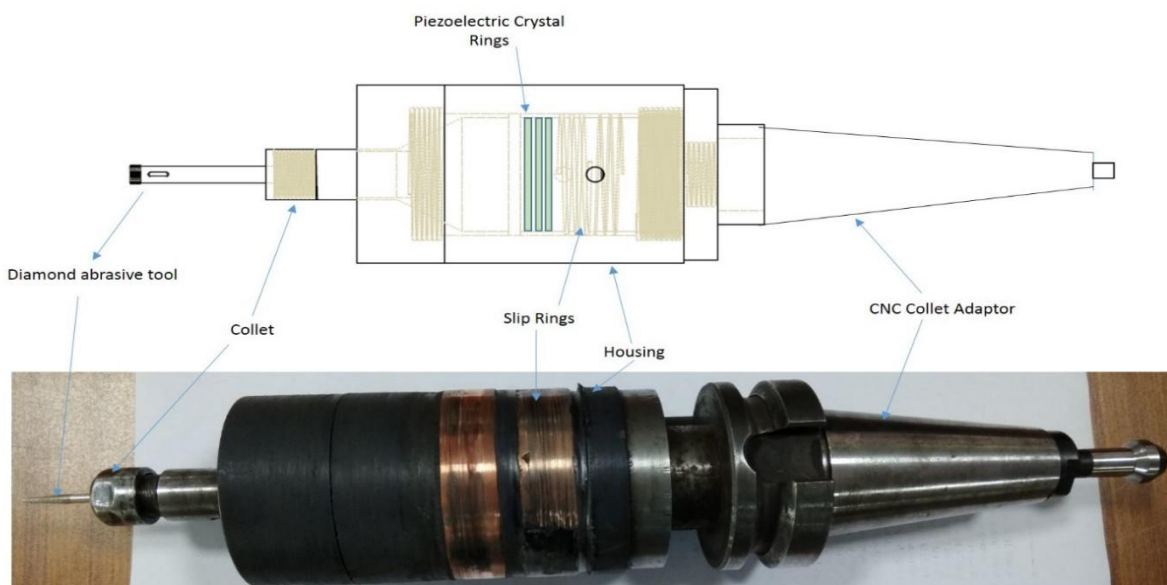 Piezoelectric Crystal
Rings
Diamond abrasive tool
Collet
Slip Rings
Housing
CNC Collet Adaptor